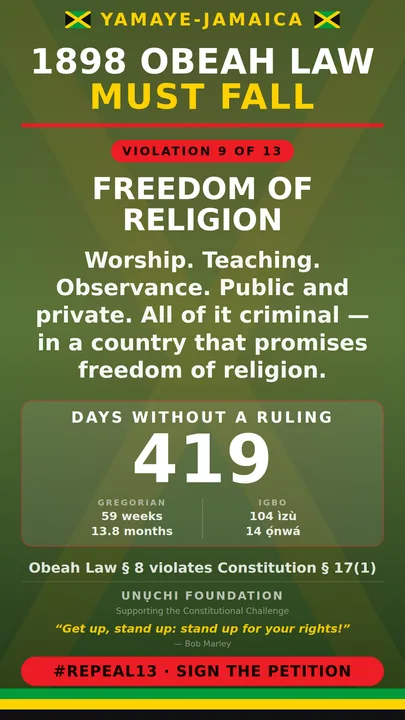 YAMAYE-JAMAICA
1898 OBEAH LAW
MUST FALL
VIOLATION 9 OF 13
FREEDOM OF
RELIGION
Worship. Teaching.
Observance. Public and
private. All of it criminal —
in a country that promises
freedom of religion.
DAYS WITHOUT A RULING
419
GREGORIAN
59 weeks
13.8 months
IGBO
104 ìzù
14 ọ́nwá
Obeah Law § 8 violates Constitution § 17(1)
UNỤCHI FOUNDATION
Supporting the Constitutional Challenge
“Get up, stand up: stand up for your rights!”
— Bob Marley
#REPEAL13 · SIGN THE PETITION